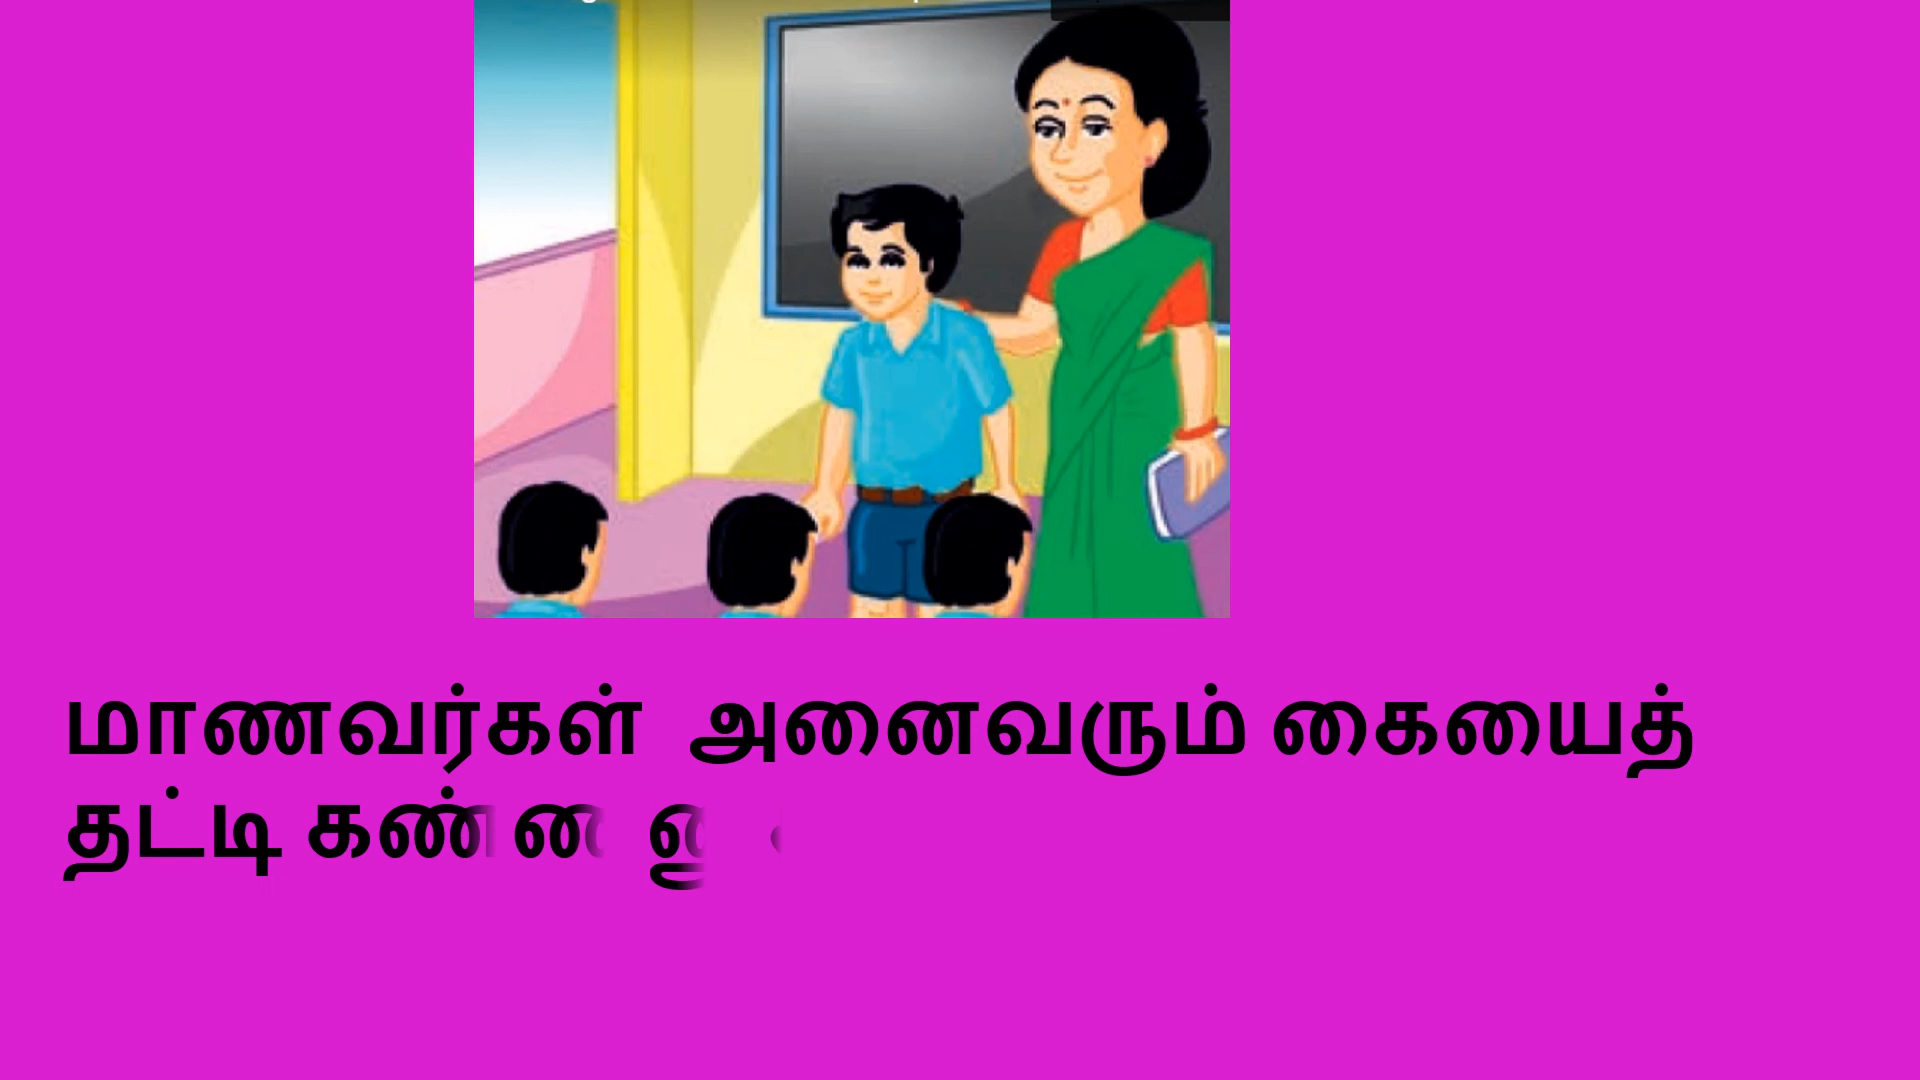 மாணவர்கள் அனைவரும் கையைத்
தட்டி